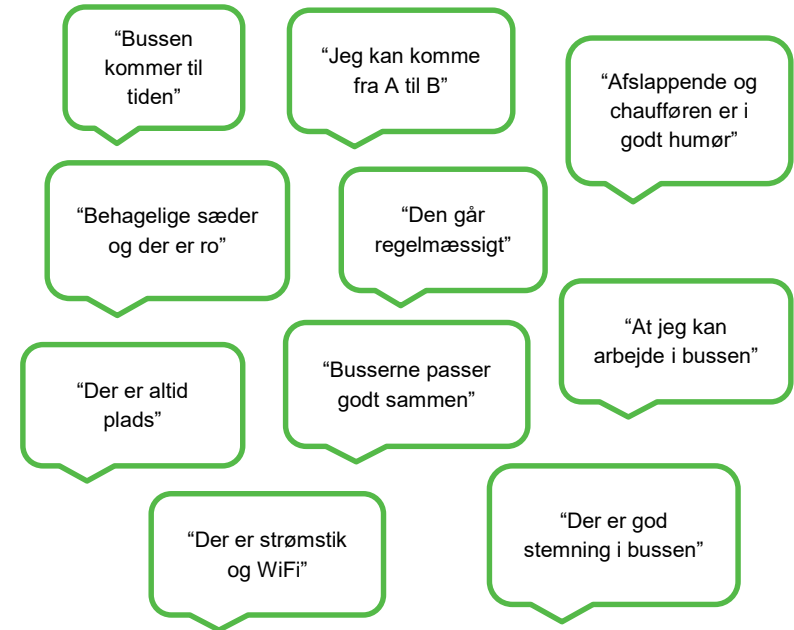 “Bussen
kommer til
tiden”
“Jeg kan komme
fra A til B”
“Afslappende og
chaufføren er i
godt humør”
“Behagelige sæder
og der er ro”
“Den går
regelmæssigt”
“At jeg kan
arbejde i bussen”
“Der er altid
plads”
“Busserne passer
godt sammen”
“Der er strømstik
og WiFi”
“Der er god
stemning i bussen”